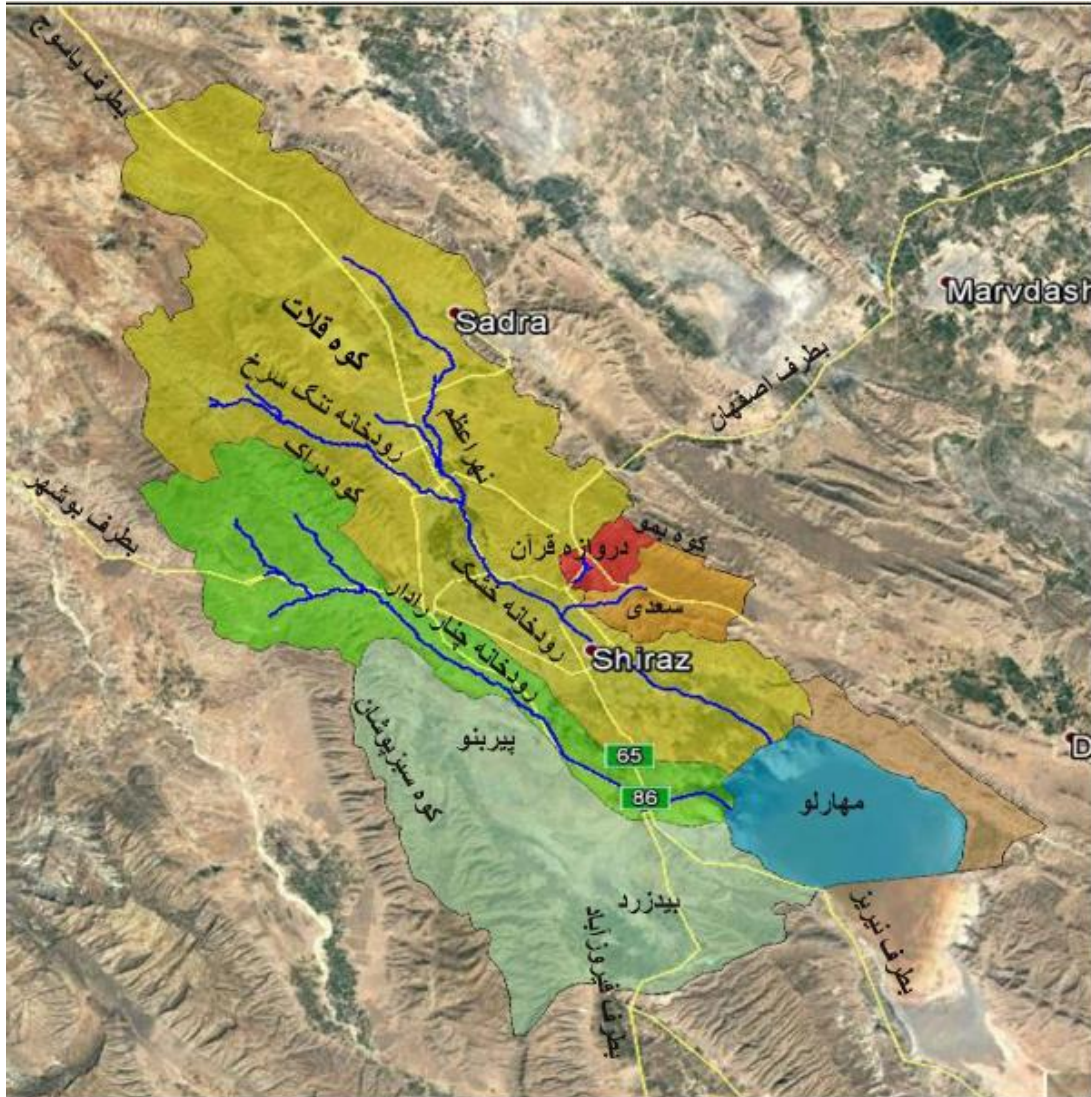 بطرف یاسوج
Sadra
Marvdash
کوه قلات
بطرف اصفهان
رودخانه تنگ سرخ
نهر اعظم
کوه دراک
بطرف بوشهر
کوه بمو
دروازه قرآن
سعدی
رودخانه خشک
رودخانه چنار رادار
Shiraz
پیربنو
کوه سبزپوشان
65
D
86
مهارلو
بیدزرد
بطرف نیریز
بطرف فیروزآباد